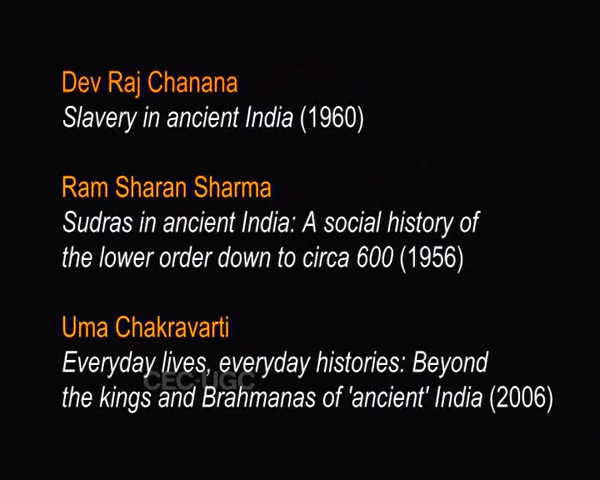 Dev Raj Chanana
Slavery in ancient India (1960)
Ram Sharan Sharma
Sudras in ancient India: A social history of
the lower order down to circa 600 (1956)
Uma Chakravarti
Everyday lives, everyday histories: Beyond
CEC-UGC
the kings and Brahmanas of 'ancient' India (2006)